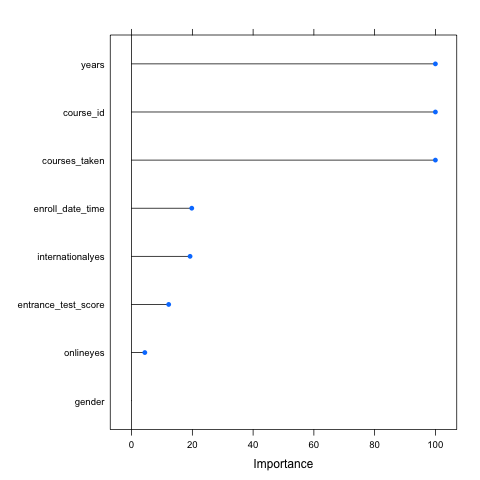 years
course_id
courses_taken
enroll_date_time
internationalyes
entrance_test_score
onlineyes
gender
0 20 40 60 80 100
Importance